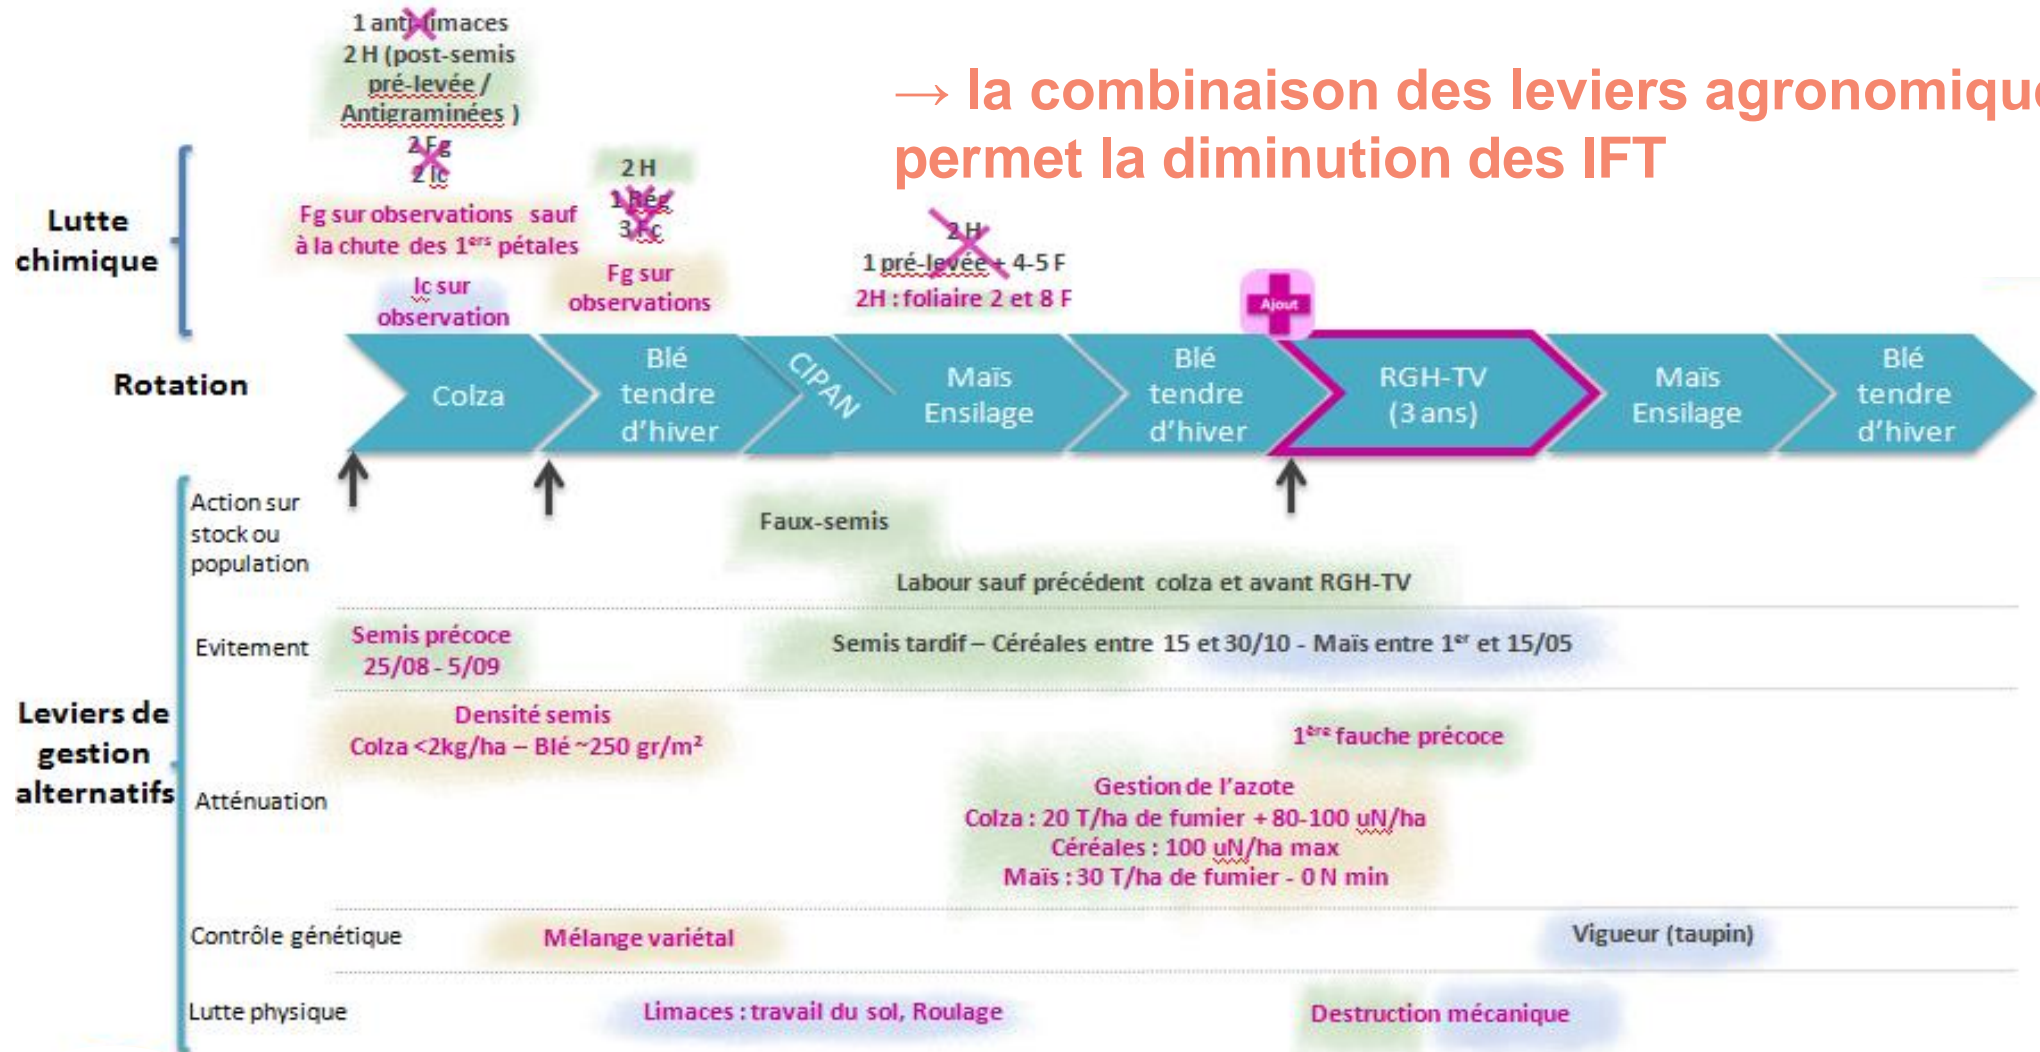 1 anti-limaces
2 H (post-semis
pré-levée /
Antigraminées )
2 Fg
2 Ic
Fg sur observations sauf
à la chute des 1ers pétales
Ic sur
observation
2 H
1 Rég
3 Fc
Fg sur
observations
→ la combinaison des leviers agronomique
permet la diminution des IFT
2 H
1 pré-levée + 4-5 F
2H : foliaire 2 et 8 F
Ajout
Lutte
chimique
Rotation
Colza
Blé
tendre
d'hiver
CIPAN
Maïs
Ensilage
Blé
tendre
d'hiver
RGH-TV
(3 ans)
Maïs
Ensilage
Blé
tendre
d'hiver
Leviers de
gestion
alternatifs
Action sur
stock ou
population
Faux-semis
Labour sauf précédent colza et avant RGH-TV
Evitement
Semis précoce
25/08 - 5/09
Semis tardif – Céréales entre 15 et 30/10 - Maïs entre 1er et 15/05
Atténuation
Densité semis
Colza <2kg/ha – Blé ~250 gr/m²
1ère fauche précoce
Gestion de l'azote
Colza : 20 T/ha de fumier + 80-100 uN/ha
Céréales : 100 uN/ha max
Maïs : 30 T/ha de fumier - 0 N min
Contrôle génétique
Mélange variétal
Vigueur (taupin)
Lutte physique
Limaces : travail du sol, Roulage
Destruction mécanique